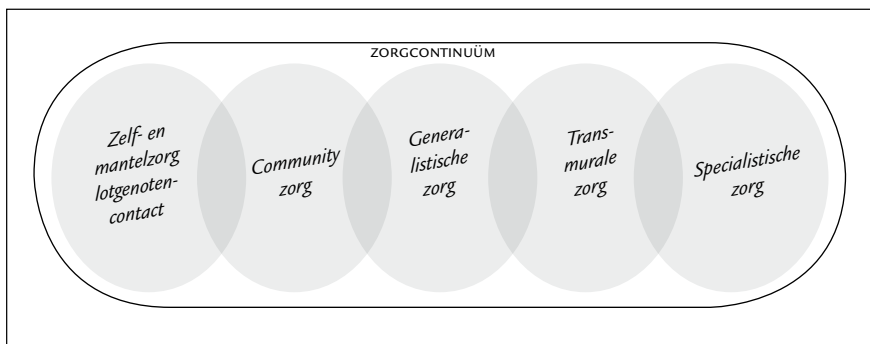 ZORGCONTINUÜM
Zelf- en
mantelzorg
lotgenoten-
contact
Community
zorg
Genera-
listische
zorg
Trans-
murale
zorg
Specialistische
zorg